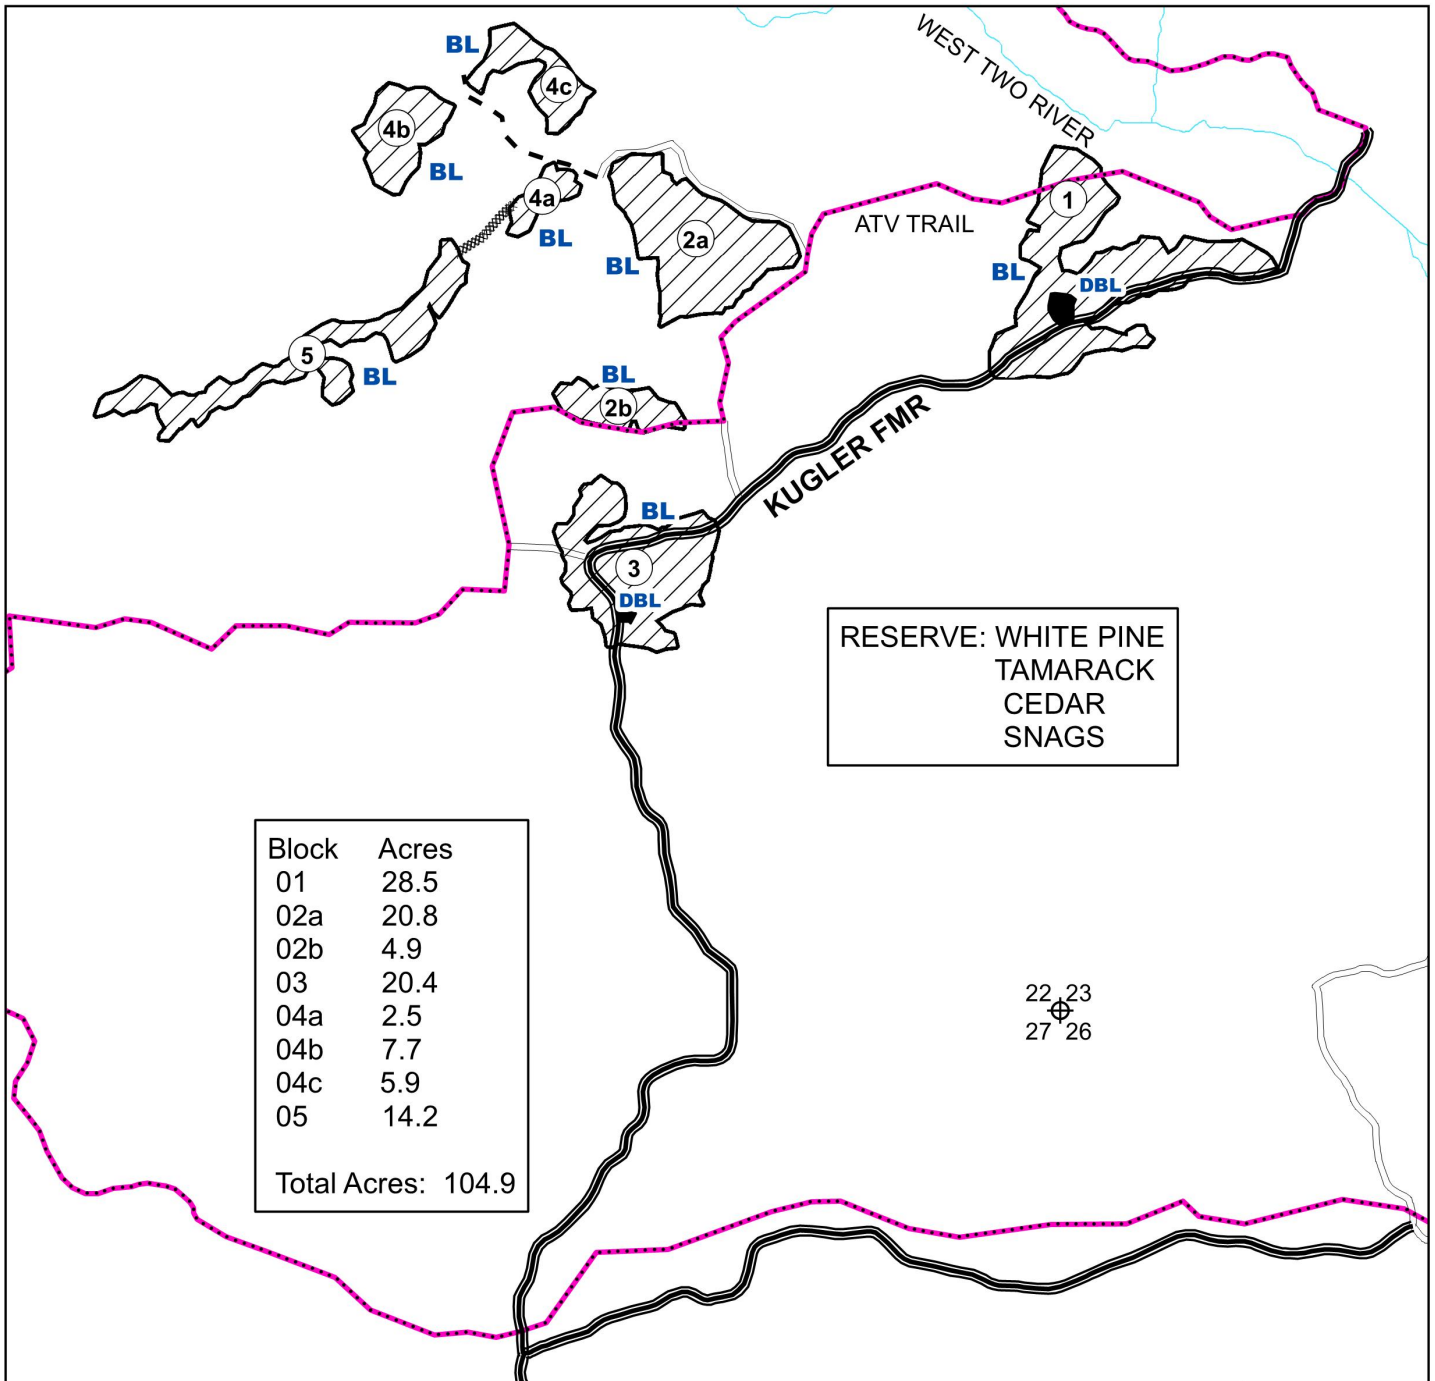 BL
4c
4b
BL
4a
BL
WEST TWO RIVER
1
ATV TRAIL
2a
BL
BL
DBL
5
BL
BL
2b
KUGLER FMR
BL
3
DBL
RESERVE: WHITE PINE
TAMARACK
CEDAR
SNAGS
Block Acres
01 28.5
02a 20.8
02b 4.9
03 20.4
04a 2.5
04b 7.7
04c 5.9
05 14.2
Total Acres: 104.9
22 23
27 26